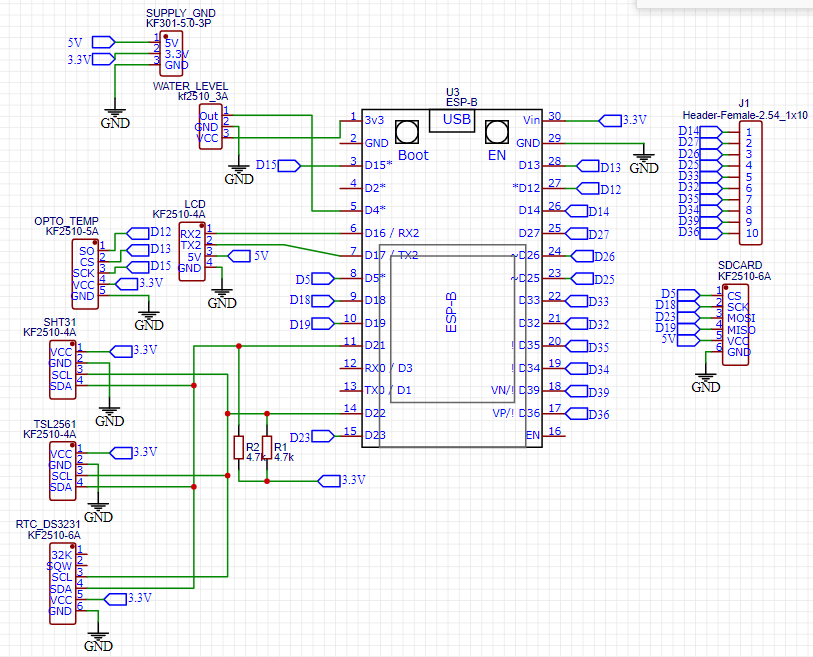 SUPPLY_GND
KF301-5.0-3P
5V
3.3V
1 5V
2 3.3V
3 GND
GND
WATER_LEVEL
kf2510_3A
Out 1
GND 2
VCC 3
GND
D15
LCD
KF2510-4A
RX2 1
TX2 2
5V 3
GND 4
5V
GND
OPTO_TEMP
KF2510-5A
SO 1
CS 2
SCK 3
VCC 4
GND 5
D12
D13
D15
3.3V
GND
SHT31
KF2510-4A
VCC 1
GND 2
SCL 3
SDA 4
3.3V
GND
TSL2561
KF2510-4A
VCC 1
GND 2
SCL 3
SDA 4
3.3V
GND
RTC_DS3231
KF2510-6A
32K 1
SQW 2
SCL 3
SDA 4
VCC 5
GND 6
3.3V
GND
R2
4.7k
R1
4.7k
3.3V
U3
ESP-B
USB
Boot
EN
ESP-B
1 3v3
2 GND
3 D15*
4 D2*
5 D4*
6 D16 / RX2
7 D17 / TX2
D5 8 D5*
D18 9 D18
D19 10 D19
11 D21
12 RX0 / D3
13 TX0 / D1
14 D22
D23 15 D23
Vin 30 3.3V
GND 29
GND
D13 28 D13
*D12 27 D12
D14 26 D14
D27 25 D27
~D26 24 D26
~D25 23 D25
D33 22 D33
D32 21 D32
! D35 20 D35
! D34 19 D34
VN/! D39 18 D39
VP/! D36 17 D36
EN 16
J1
Header-Female-2.54_1x10
D14 1
D27 2
D26 3
D25 4
D33 5
D32 6
D35 7
D34 8
D39 9
D36 10
SDCARD
KF2510-6A
D5 1 CS
D18 2 SCK
D23 3 MOSI
D19 4 MISO
5V 5 VCC
6 GND
GND